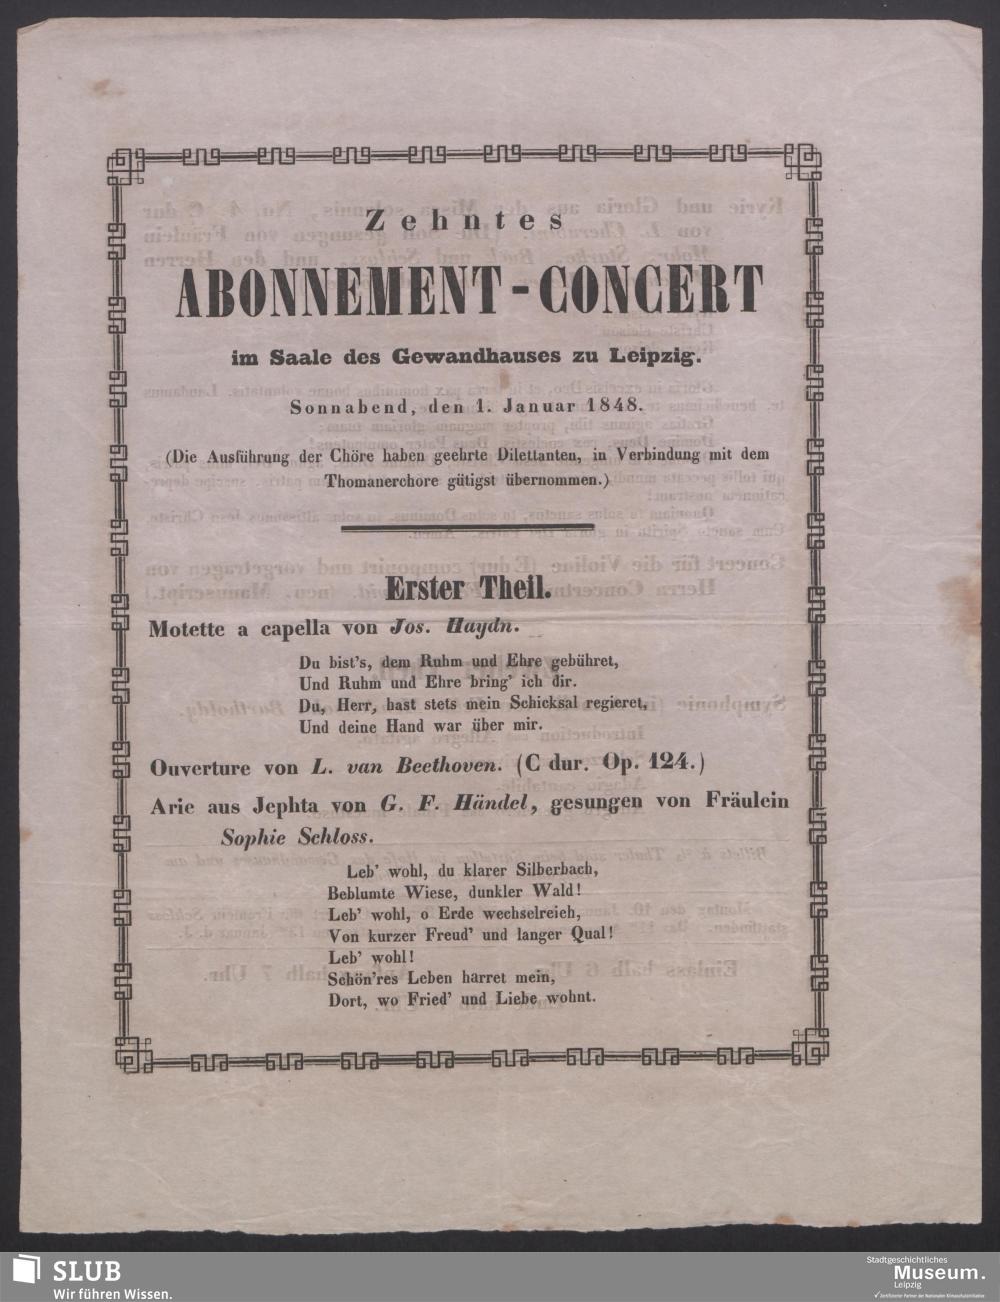 Zehntes
ABONNEMENT-CONCERT
im Saale des Gewandhauses zu Leipzig.
Sonnabend, den 1. Januar 1848.
(Die Ausführung der Chöre haben geehrte Dilettanten, in Verbindung mit dem
Thomanerchore gütigst übernommen.)
Erster Theil.
Motette a capella von Jos. Haydn.
Du bist's, dem Ruhm und Ehre gebühret,
Und Ruhm und Ehre bring' ich dir.
Du, Herr, hast stets mein Schicksal regieret,
Und deine Hand war über mir.
Ouverture von L. van Beethoven. (C dur. Op. 124.)
Arie aus Jephta von G. F. Händel, gesungen von Fräulein
Sophie Schloss.
Leb' wohl, du klarer Silberbach,
Beblumte Wiese, dunkler Wald!
Leb' wohl, o Erde wechselreich,
Von kurzer Freud' und langer Qual!
Leb' wohl!
Schön'res Leben harret mein,
Dort, wo Fried' und Liebe wohnt.
SLUB
Wir führen Wissen.
Stadtgeschichtliches
Museum.
Leipzig
Zertifizierter Partner der Nationalen Klimaschutzinitiative